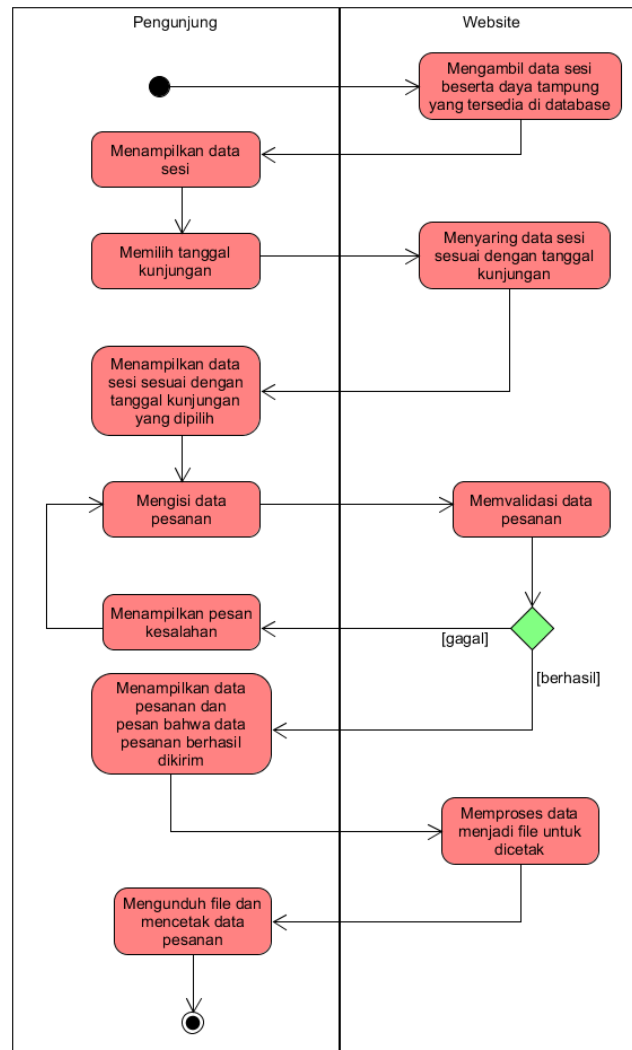 Pengunjung
Website
Mengambil data sesi
beserta daya tampung
yang tersedia di database
Menampilkan data
sesi
Memilih tanggal
kunjungan
Menyaring data sesi
sesuai dengan tanggal
kunjungan
Menampilkan data
sesi sesuai dengan
tanggal kunjungan
yang dipilih
Mengisi data
pesanan
Memvalidasi data
pesanan
Menampilkan pesan
kesalahan
[gagal]
[berhasil]
Menampilkan data
pesanan dan
pesan bahwa data
pesanan berhasil
dikirim
Memproses data
menjadi file untuk
dicetak
Mengunduh file dan
mencetak data
pesanan